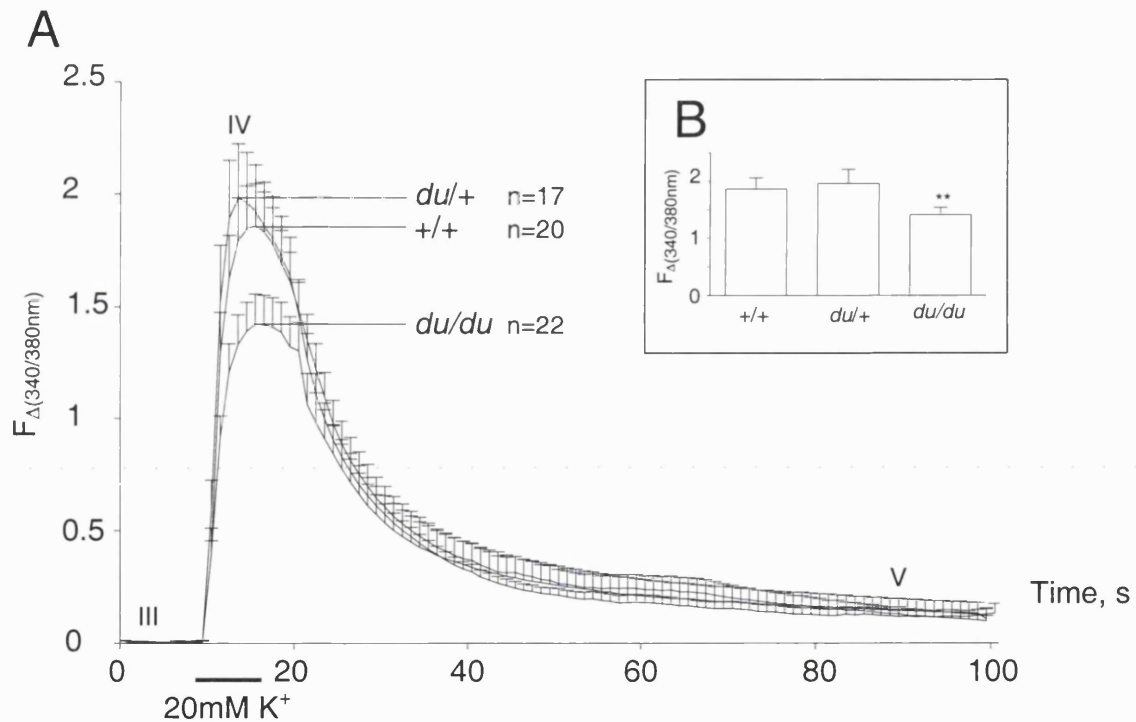 A
2.5
2
1.5
1
0.5
0
F Δ(340/380nm)
III
IV
V
du/+ n=17
+/+ n=20
du/du n=22
0 20 40 60 80 100
Time, s
20mM K⁺
B
2
1
0
F Δ(340/380nm)
**
+/+ du/+ du/du